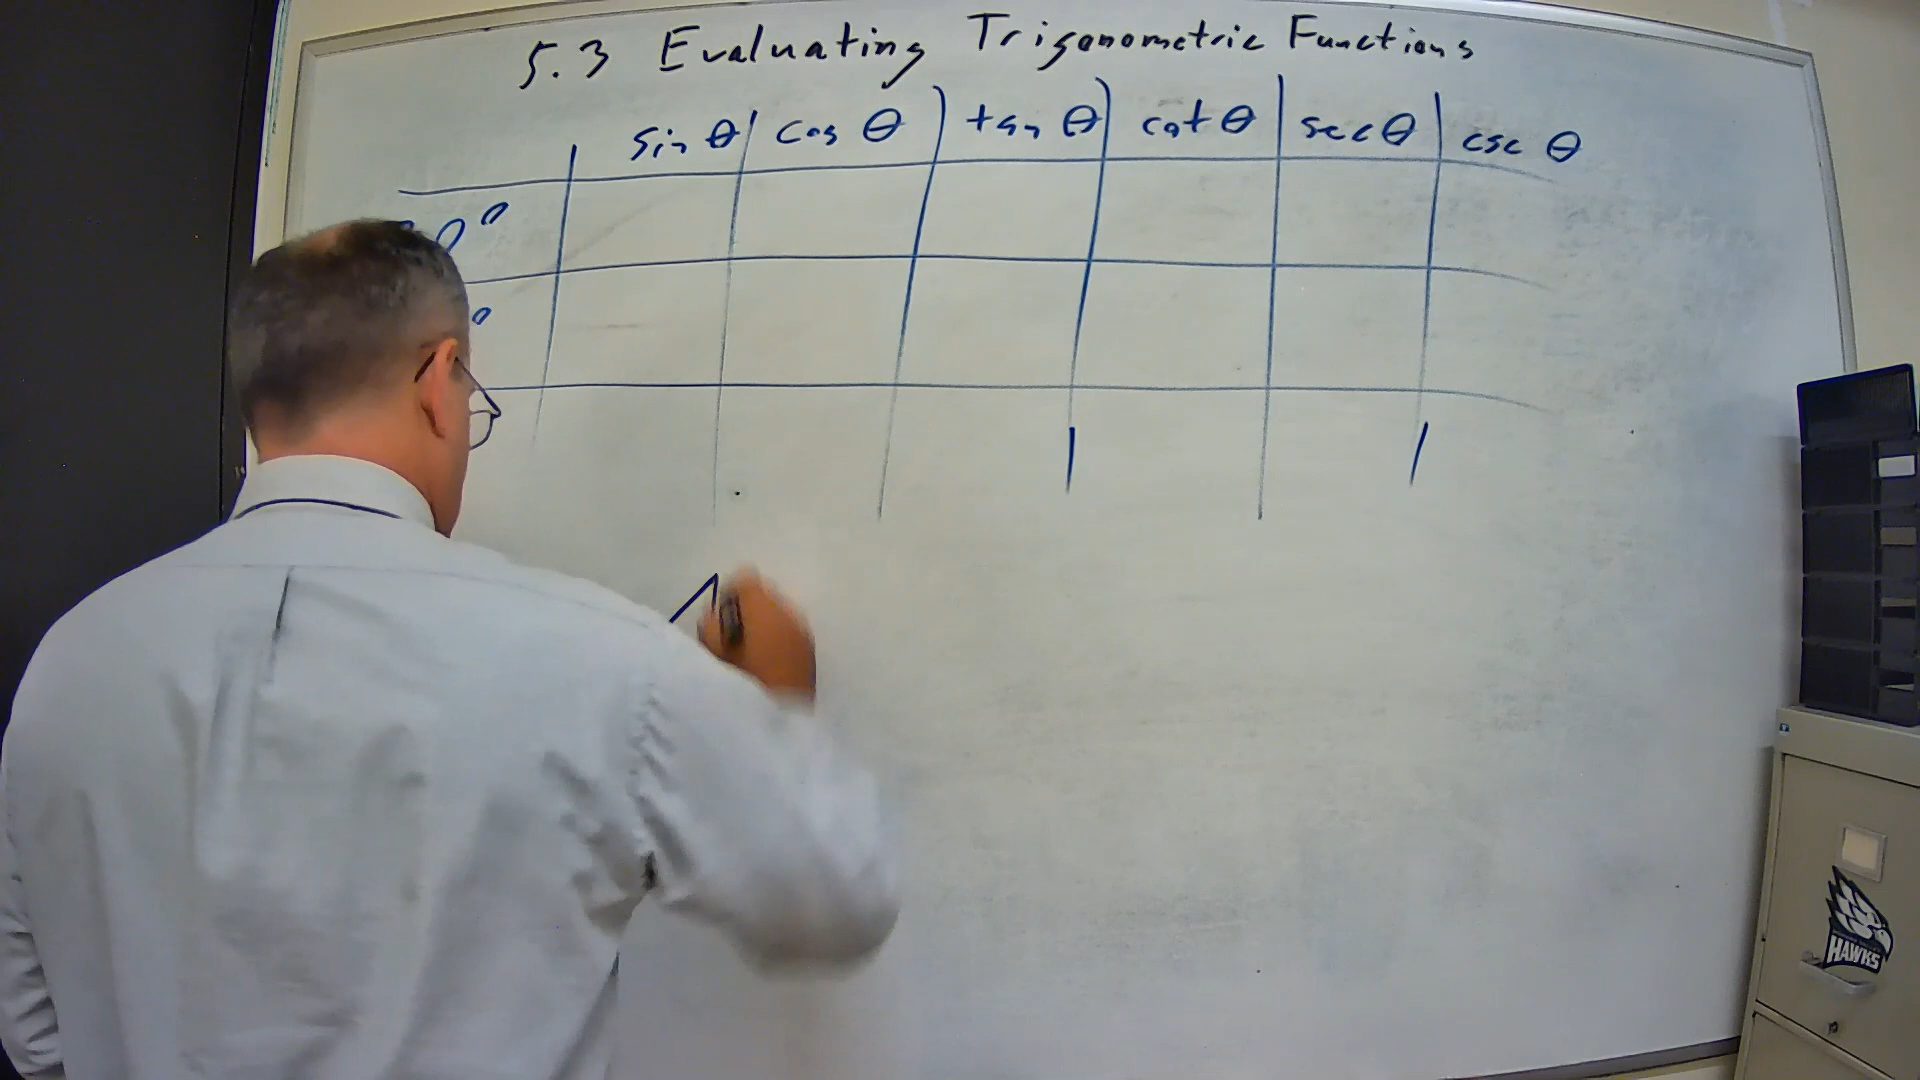 5.3 Evaluating Trigonometric Functions
sin θ cos θ tan θ cot θ sec θ csc θ
HAWKS